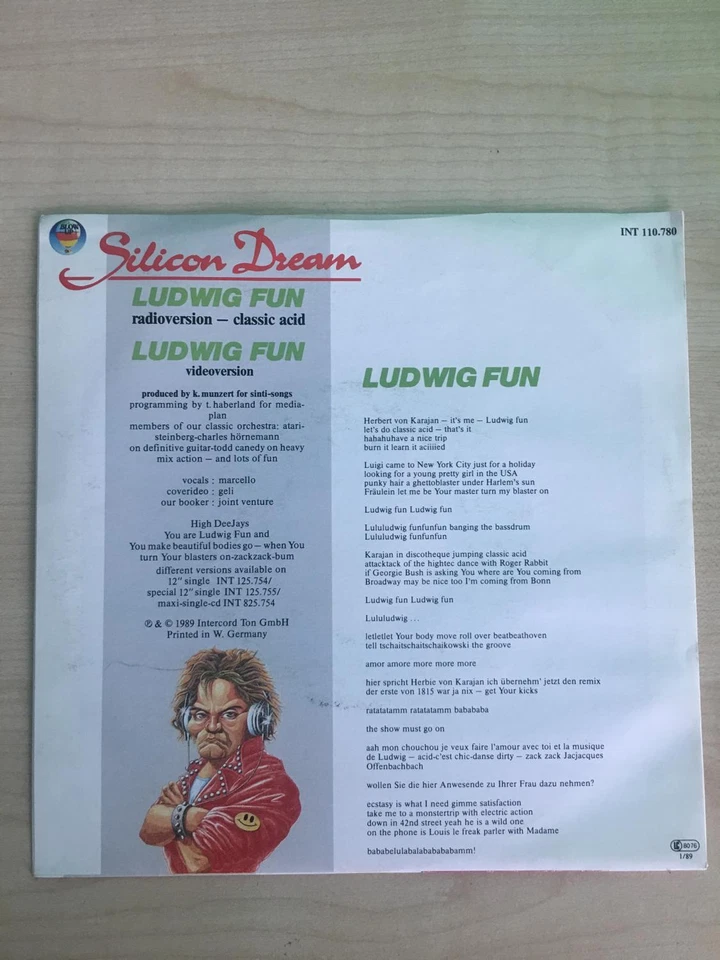 BLOW UP
INT 110.780
Silicon Dream
LUDWIG FUN
radioversion – classic acid
LUDWIG FUN
videoversion
produced by k. munzert for sinti-songs
programming by t. haberland for media-
plan
members of our classic orchestra: atari-
steinberg-charles hörnemann
on definitive guitar-todd canedy on heavy
mix action – and lots of fun
vocals : marcello
coverideo : geli
our booker : joint venture
High DeeJays
You are Ludwig Fun and
You make beautiful bodies go – when You
turn Your blasters on-zackzack-bum
different versions available on
12" single INT 125.754/
special 12" single INT 125.755/
maxi-single-cd INT 825.754
℗ & © 1989 Intercord Ton GmbH
Printed in W. Germany
LUDWIG FUN
Herbert von Karajan – it's me – Ludwig fun
let's do classic acid – that's it
hahahuhave a nice trip
burn it learn it aciiiied
Luigi came to New York City just for a holiday
looking for a young pretty girl in the USA
punky hair a ghettoblaster under Harlem's sun
Fräulein let me be Your master turn my blaster on
Ludwig fun Ludwig fun
Lululudwig funfunfun banging the bassdrum
Lululudwig funfunfun
Karajan in discotheque jumping classic acid
attacktack of the hightec dance with Roger Rabbit
if Georgie Bush is asking You where are You coming from
Broadway may be nice too I'm coming from Bonn
Ludwig fun Ludwig fun
Lululudwig ...
letletlet Your body move roll over beatbeathoven
tell tschaitschaitschaikowski the groove
amor amore more more more
hier spricht Herbie von Karajan ich übernehm' jetzt den remix
der erste von 1815 war ja nix – get Your kicks
ratatatamm ratatatamm bababaa
the show must go on
aah mon chouchou je veux faire l'amour avec toi et la musique
de Ludwig – acid-c'est chic-danse dirty – zack zack Jacjacques
Offenbachbach
wollen Sie die hier Anwesende zu Ihrer Frau dazu nehmen?
ecstasy is what I need gimme satisfaction
take me to a monstertrip with electric action
down in 42nd street yeah he is a wild one
on the phone is Louis le freak parler with Madame
bababelulabalabababababamm!
LC 8076
1/89